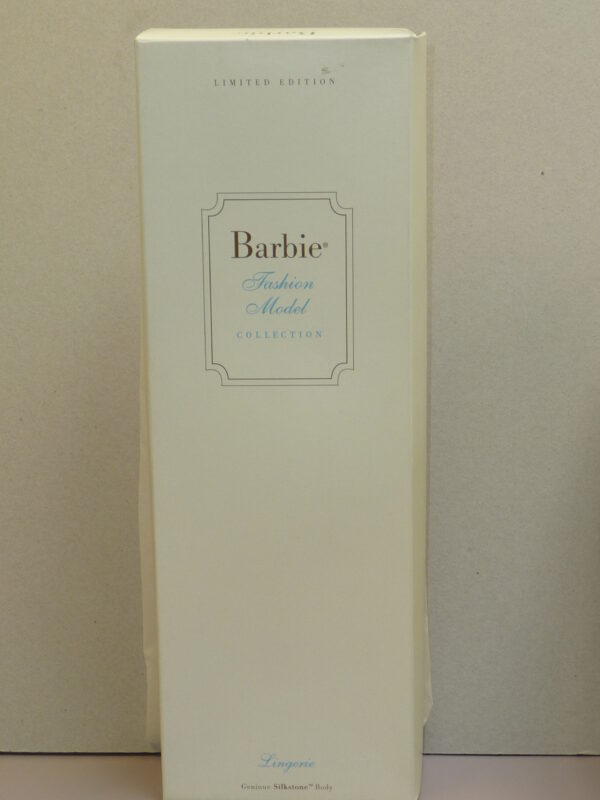 LIMITED EDITION
Barbie®
Fashion
Model
COLLECTION
Lingerie
Genuine Silkstone™ Body